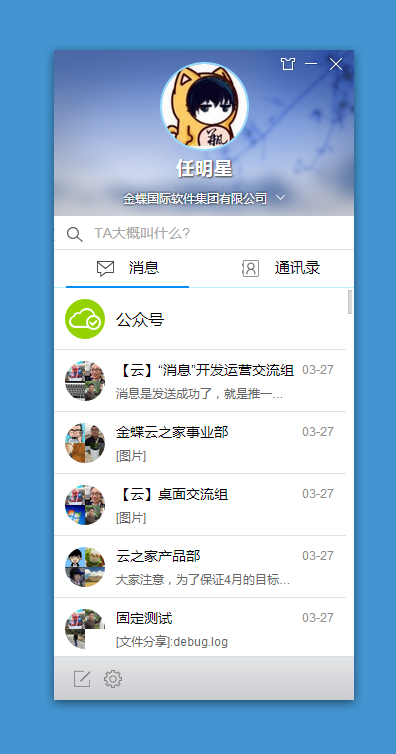 瓶
任明星
金蝶国际软件集团有限公司
TA大概叫什么?
消息 通讯录
公众号
【云】“消息”开发运营交流组 03-27
消息是发送成功了，就是推一…
金蝶云之家事业部 03-27
[图片]
【云】桌面交流组 03-27
[图片]
云之家产品部 03-27
大家注意，为了保证4月的目标…
固定测试 03-27
[文件分享]:debug.log